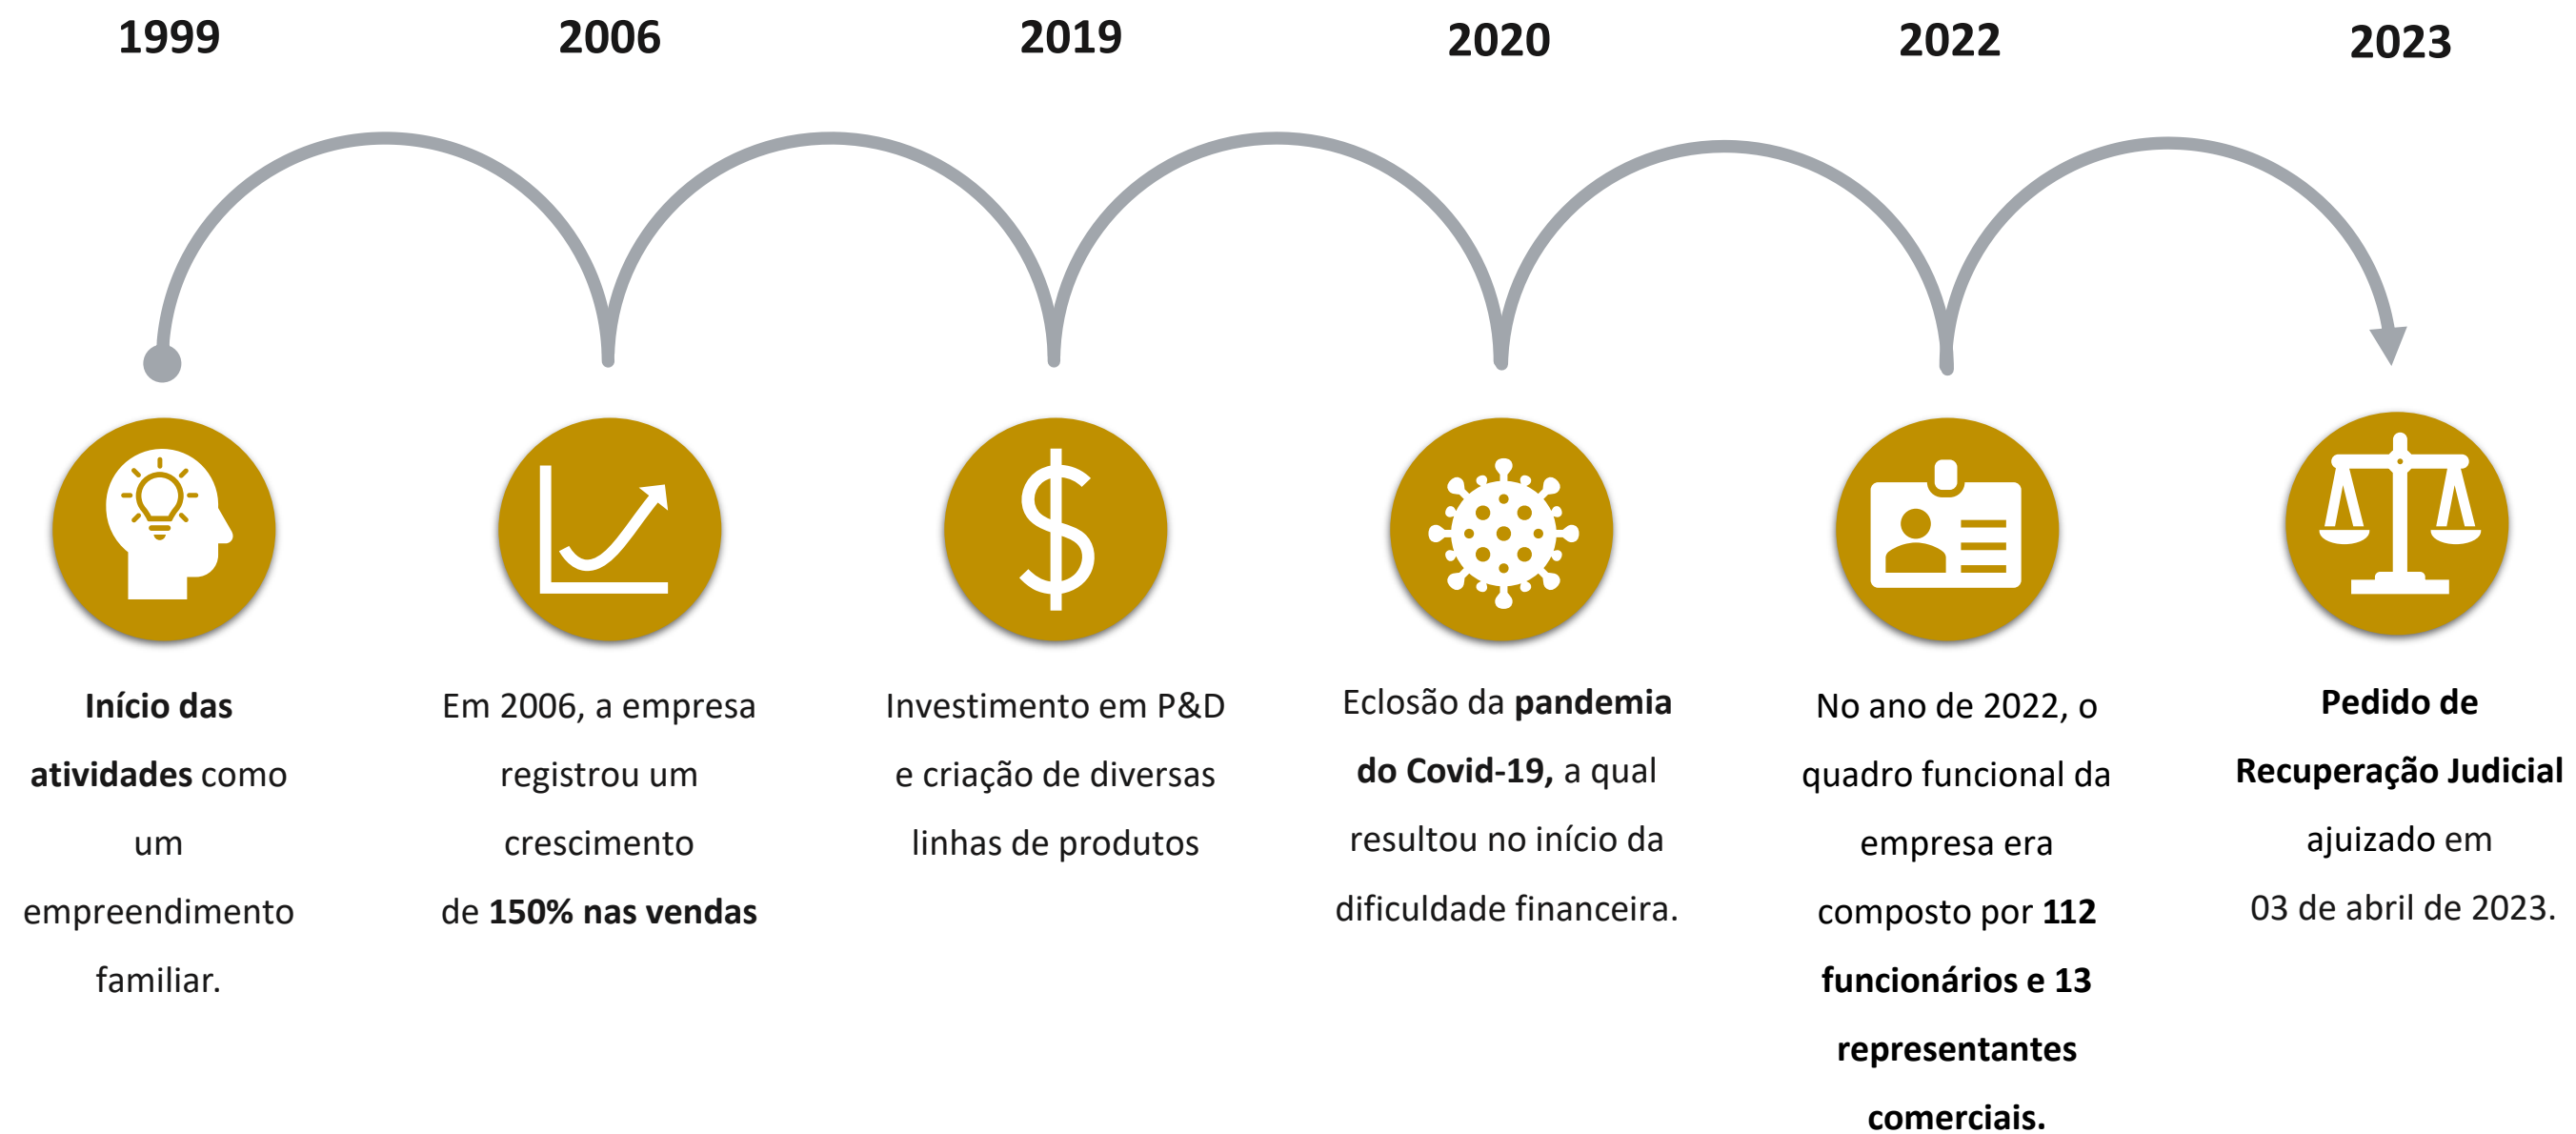 1999
2006
2019
2020
2022
2023
Início das
atividades como
um
empreendimento
familiar.
Em 2006, a empresa
registrou um
crescimento
de 150% nas vendas
Investimento em P&D
e criação de diversas
linhas de produtos
Eclosão da pandemia
do Covid-19, a qual
resultou no início da
dificuldade financeira.
No ano de 2022, o
quadro funcional da
empresa era
composto por 112
funcionários e 13
representantes
comerciais.
Pedido de
Recuperação Judicial
ajuizado em
03 de abril de 2023.